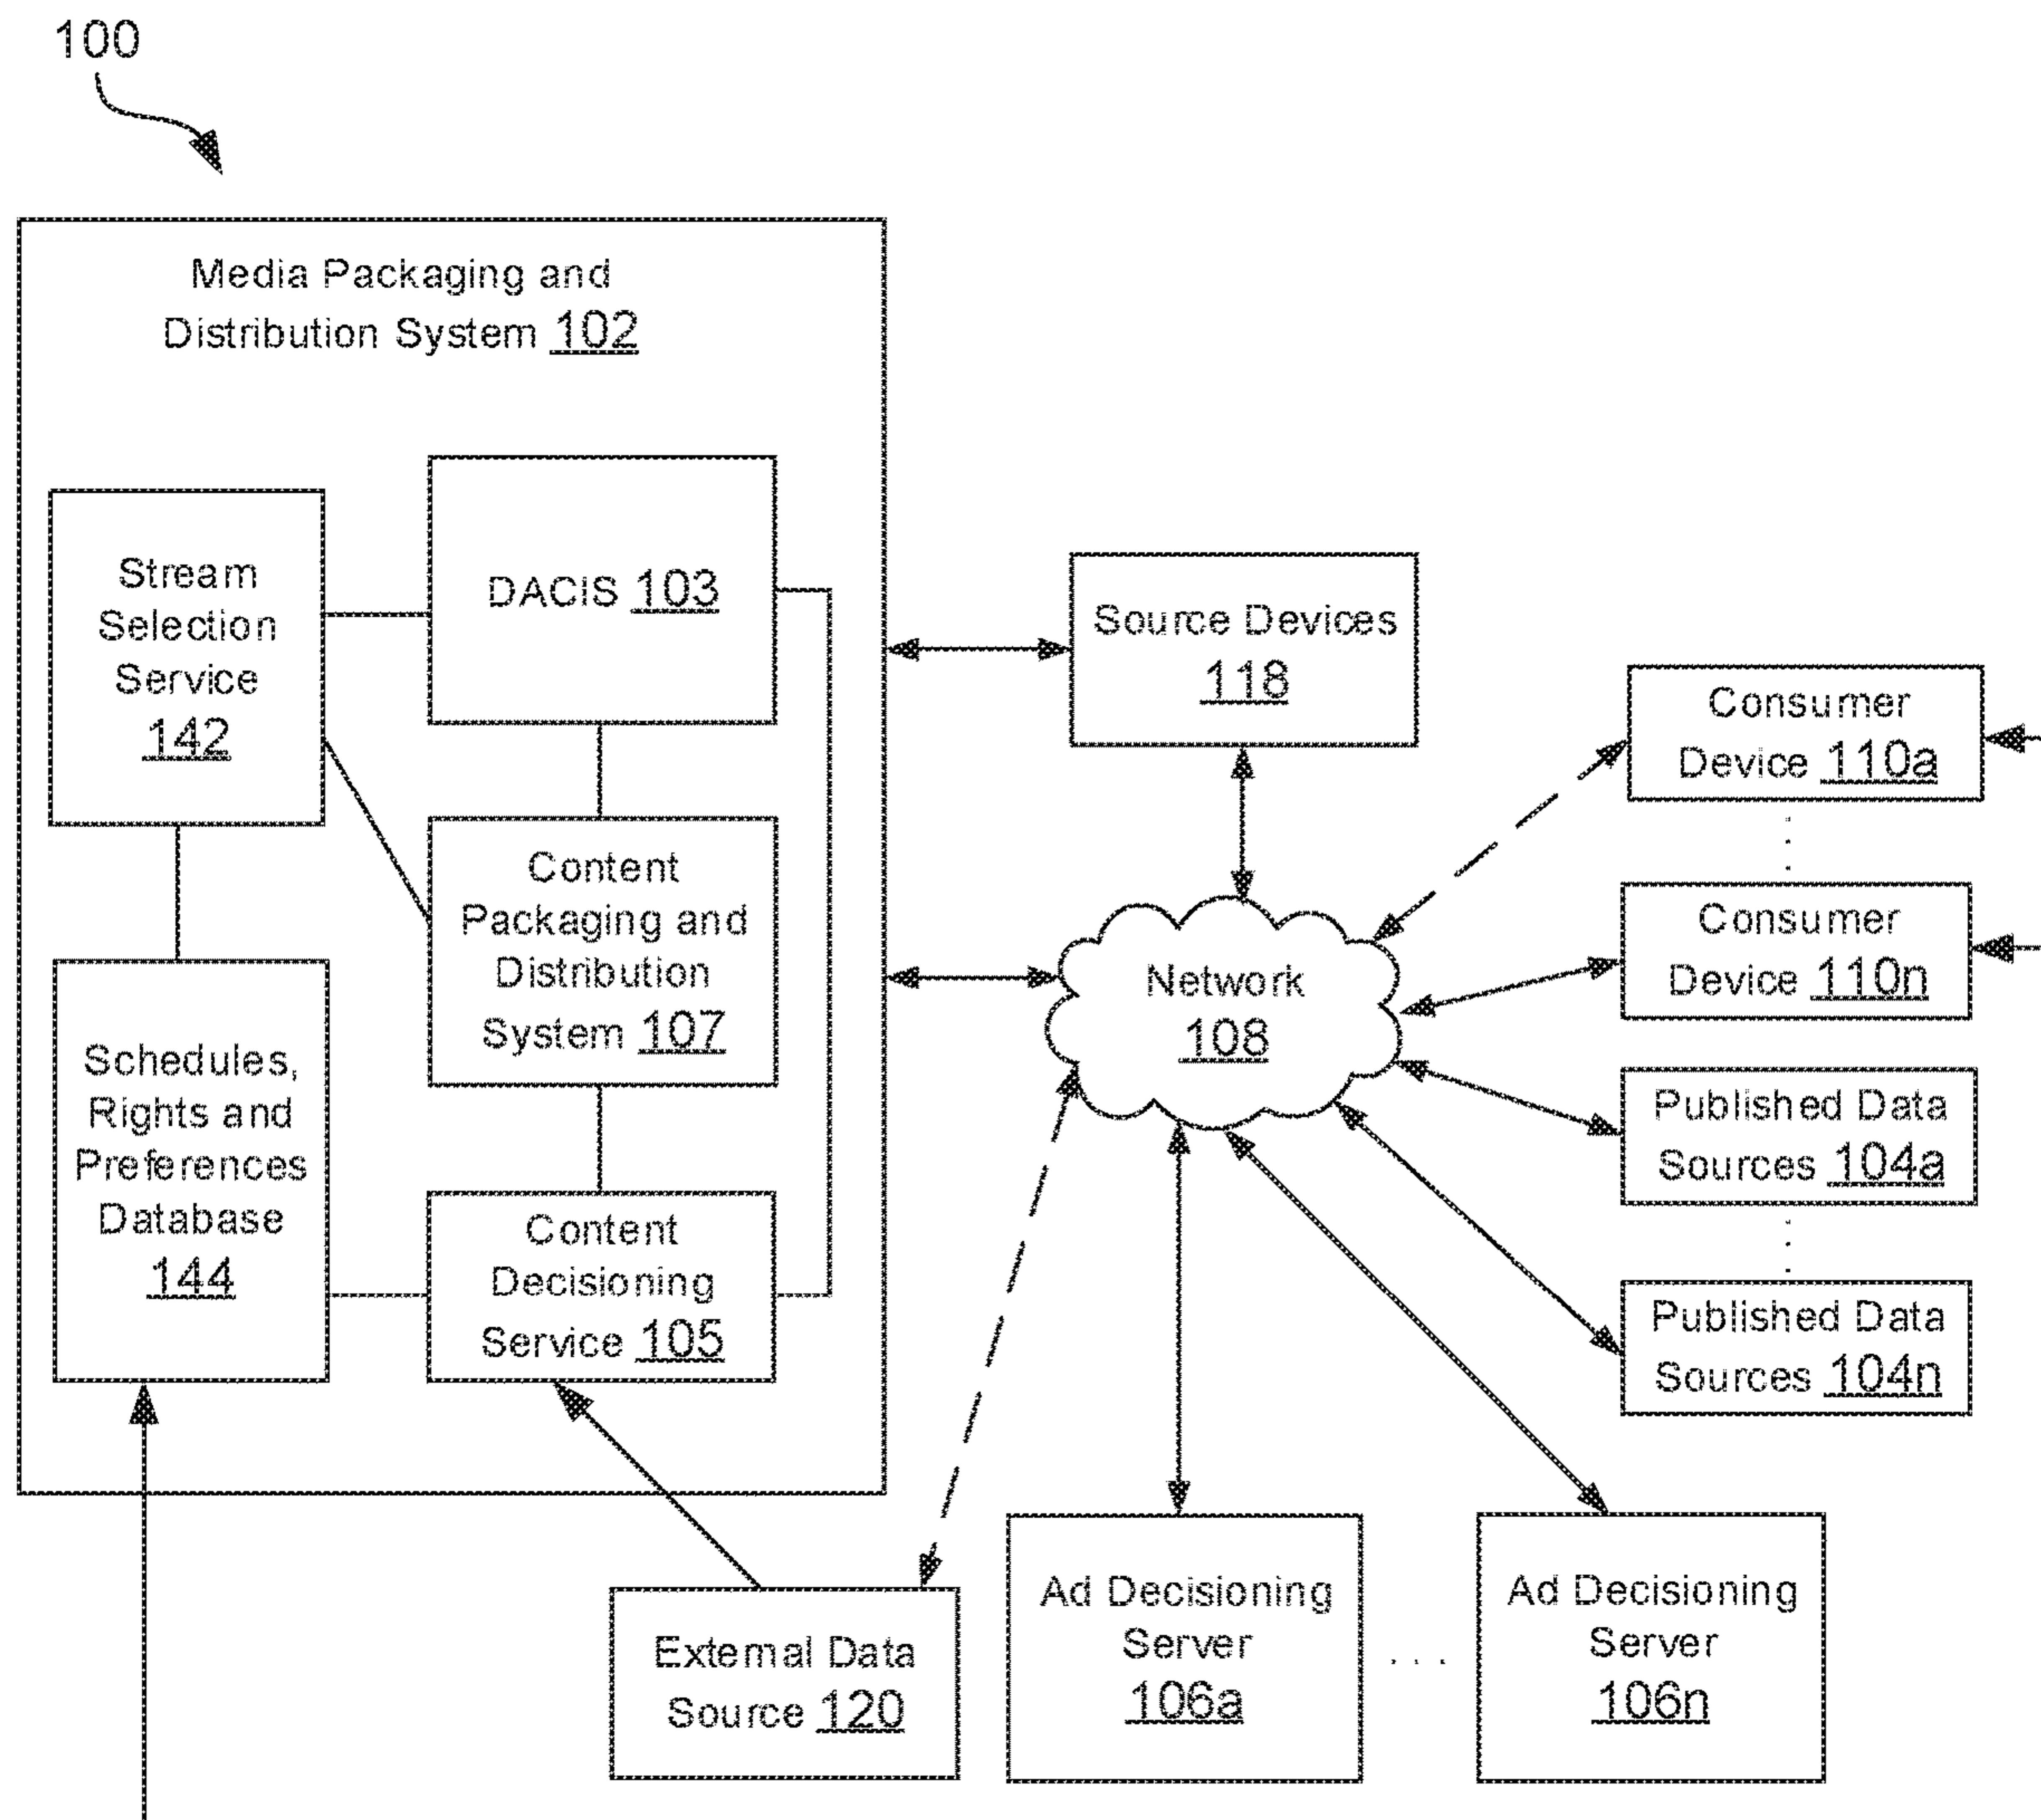 100
Media Packaging and
Distribution System 102
Stream
Selection
Service
142
DACIS 103
Content
Packaging and
Distribution
System 107
Schedules,
Rights and
Preferences
Database
144
Content
Decisioning
Service 105
Source Devices
118
Network
108
Consumer
Device 110a
Consumer
Device 110n
Published Data
Sources 104a
Published Data
Sources 104n
External Data
Source 120
Ad Decisioning
Server
106a
. . .
Ad Decisioning
Server
106n